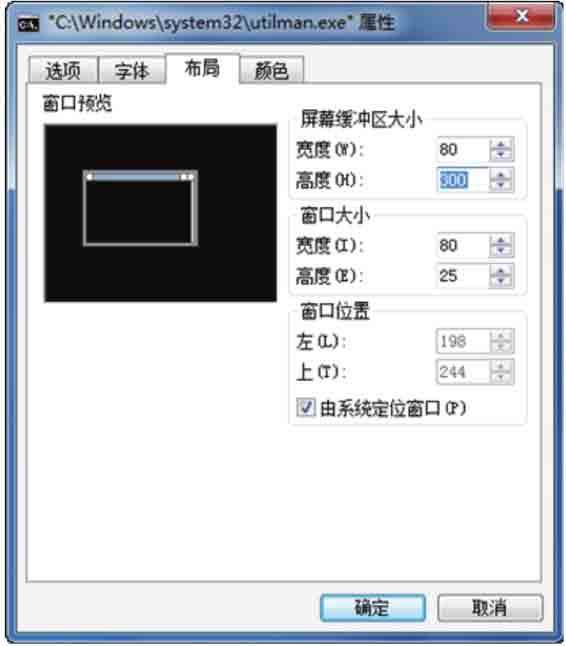 C:\. "C:\Windows\system32\utilman.exe" 属性
选项 字体 布局 颜色
窗口预览
屏幕缓冲区大小
宽度(W): 80
高度(H): 300
窗口大小
宽度(I): 80
高度(E): 25
窗口位置
左(L): 198
上(T): 244
由系统定位窗口(P)
确定 取消